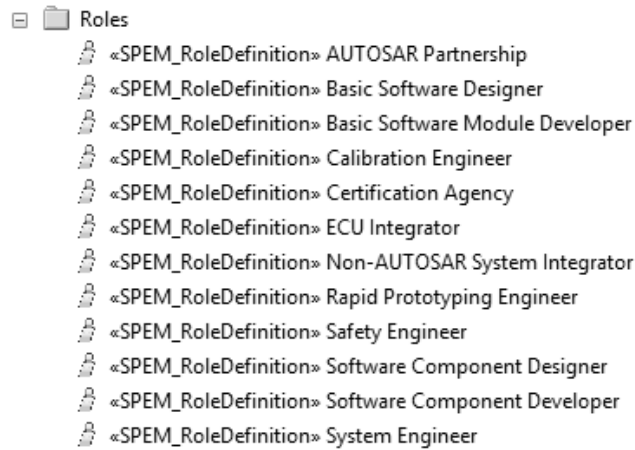 Roles
«SPEM_RoleDefinition» AUTOSAR Partnership
«SPEM_RoleDefinition» Basic Software Designer
«SPEM_RoleDefinition» Basic Software Module Developer
«SPEM_RoleDefinition» Calibration Engineer
«SPEM_RoleDefinition» Certification Agency
«SPEM_RoleDefinition» ECU Integrator
«SPEM_RoleDefinition» Non-AUTOSAR System Integrator
«SPEM_RoleDefinition» Rapid Prototyping Engineer
«SPEM_RoleDefinition» Safety Engineer
«SPEM_RoleDefinition» Software Component Designer
«SPEM_RoleDefinition» Software Component Developer
«SPEM_RoleDefinition» System Engineer